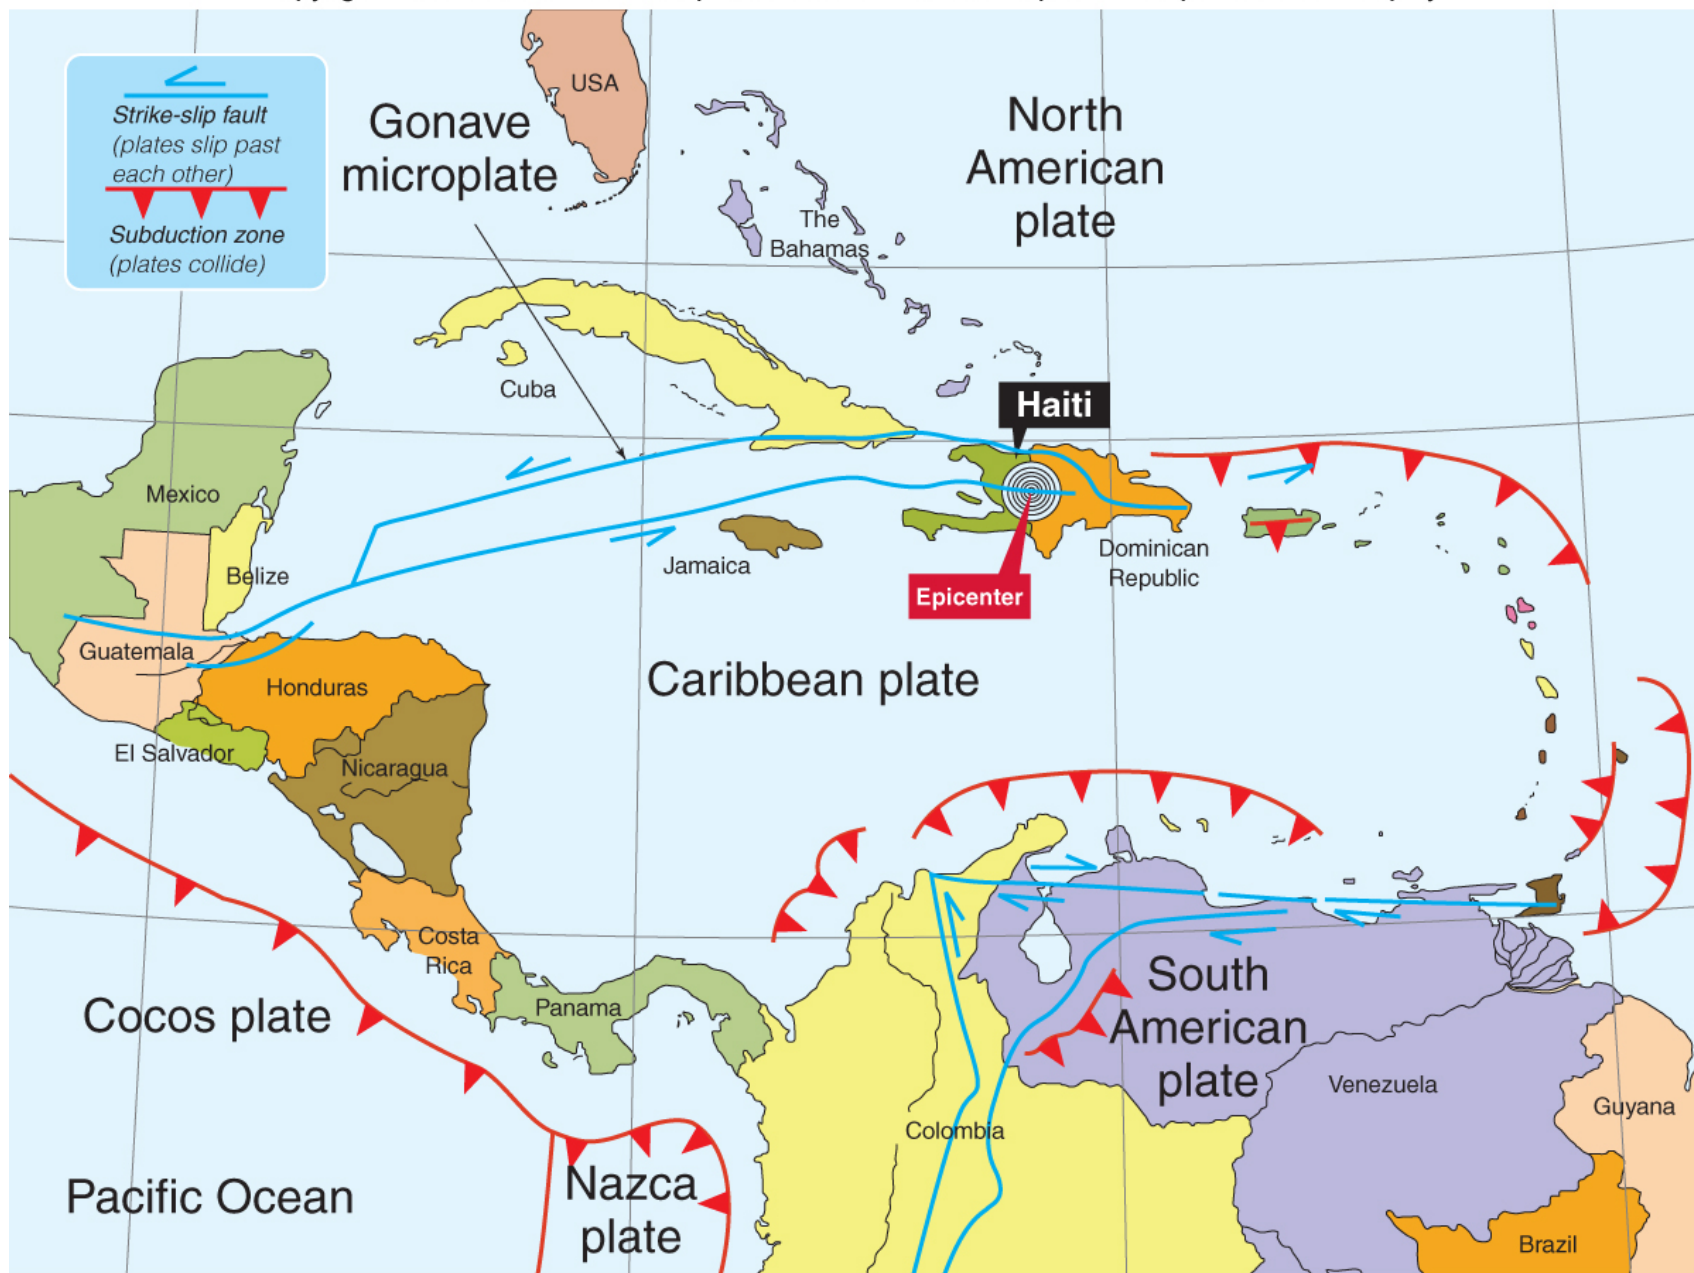 USA
Strike-slip fault
(plates slip past
each other)
Subduction zone
(plates collide)
Gonave
microplate
North
American
plate
The
Bahamas
Cuba
Haiti
Mexico
Belize
Jamaica
Dominican
Republic
Epicenter
Guatemala
Honduras
Caribbean plate
El Salvador
Nicaragua
Costa
Rica
Panama
Cocos plate
South
American
plate
Venezuela
Guyana
Colombia
Pacific Ocean
Nazca
plate
Brazil